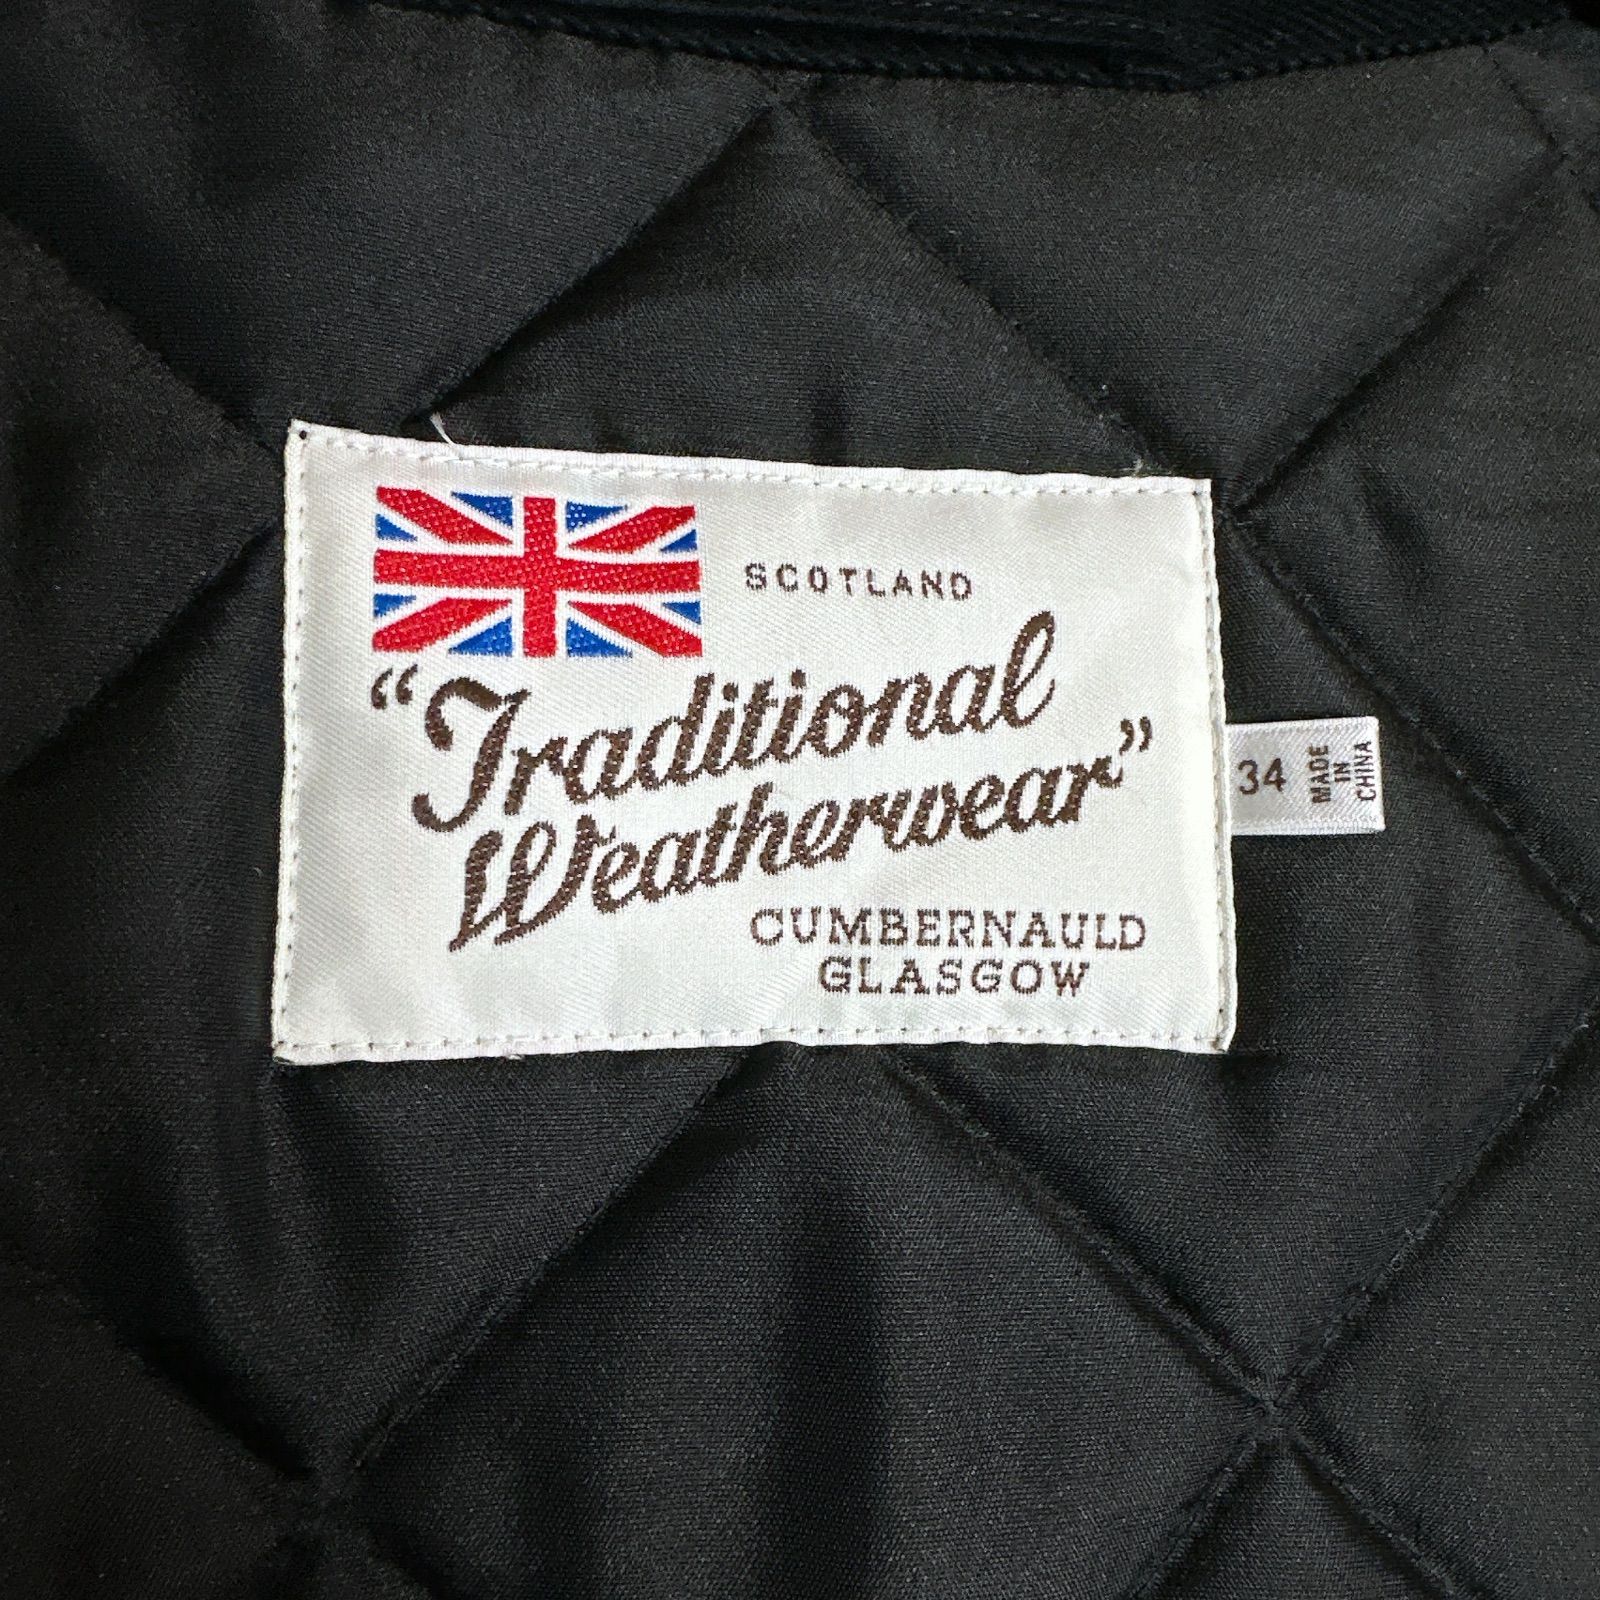 SCOTLAND
“Traditional
Weatherwear”
CUMBERNAULD
GLASGOW
34
MADE
IN
CHINA